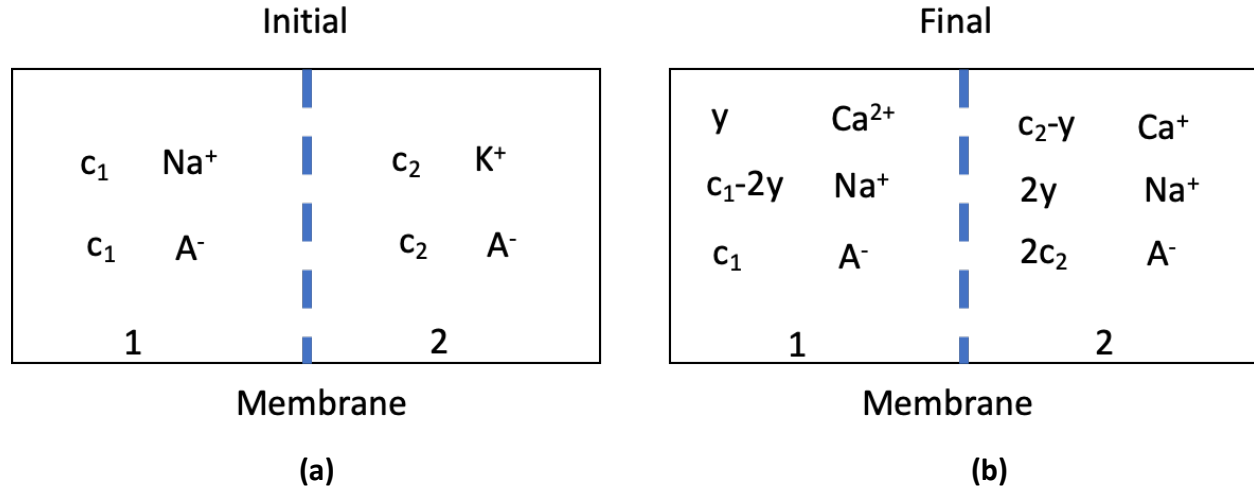 Initial
c₁ Na⁺ c₂ K⁺
c₁ A⁻ c₂ A⁻
1 2
Membrane
(a)
Final
y Ca²⁺ c₂-y Ca⁺
c₁-2y Na⁺ 2y Na⁺
c₁ A⁻ 2c₂ A⁻
1 2
Membrane
(b)